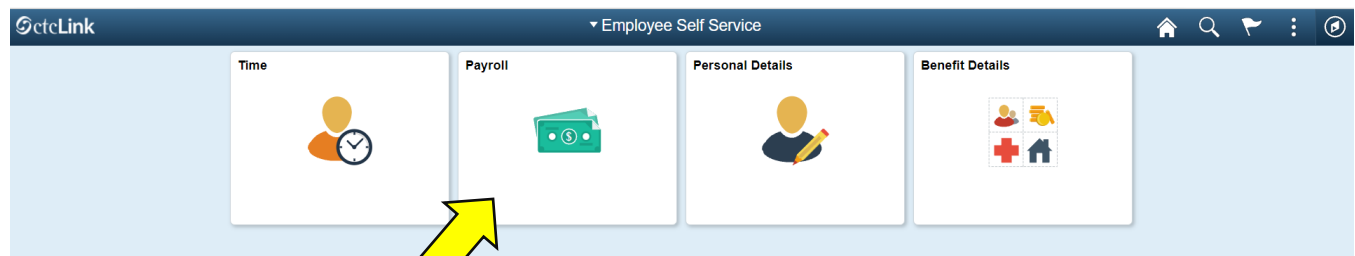 ctcLink
Employee Self Service
Time
Payroll
Personal Details
Benefit Details
$